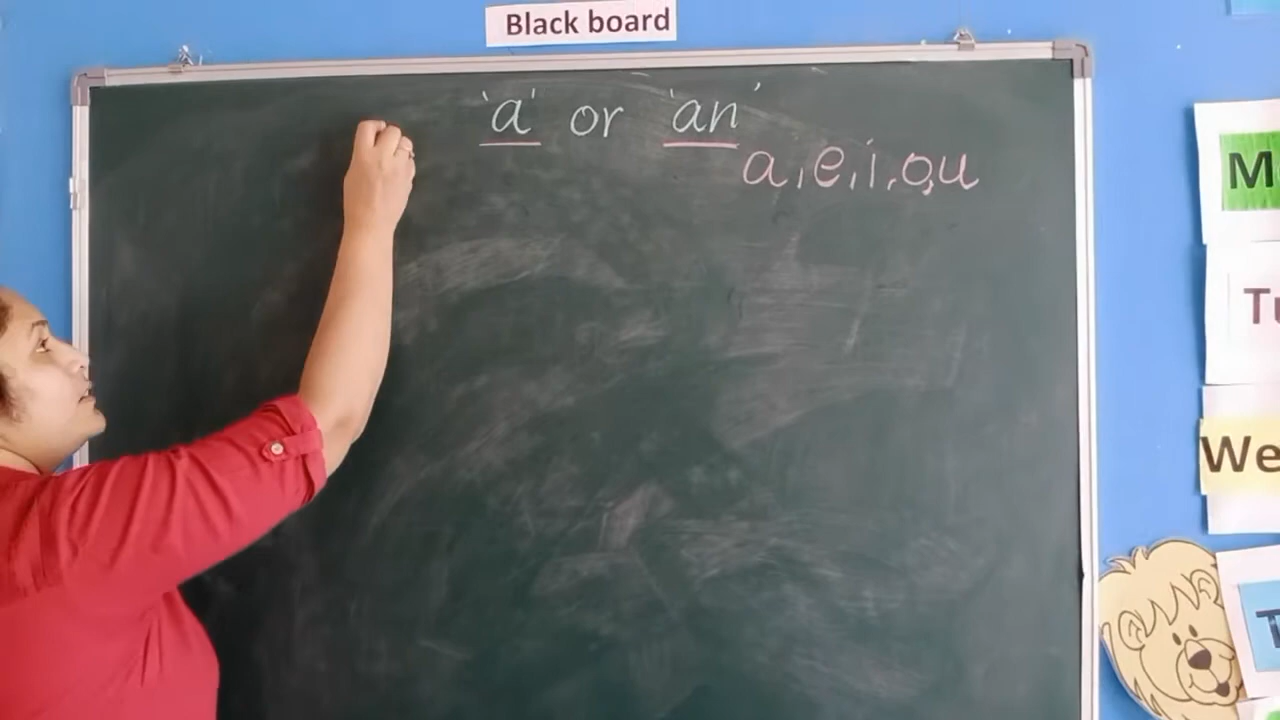 Black board
'a' or 'an'
a, e, i, o, u
M
Tu
We
T